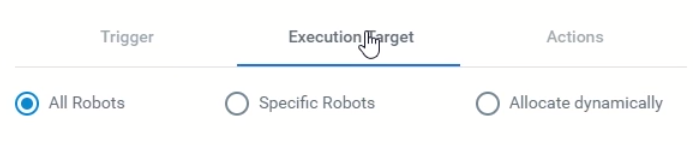 Trigger Execution Target Actions
All Robots Specific Robots Allocate dynamically